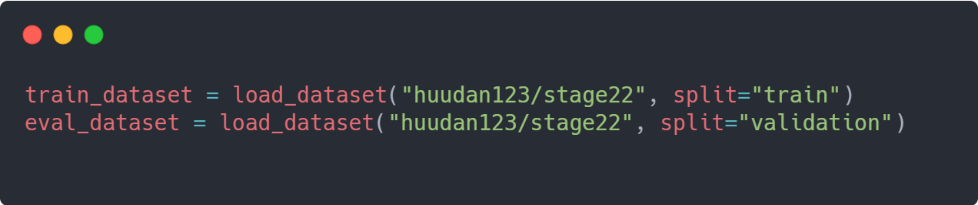 train_dataset = load_dataset("huudan123/stage22", split="train")
eval_dataset = load_dataset("huudan123/stage22", split="validation")